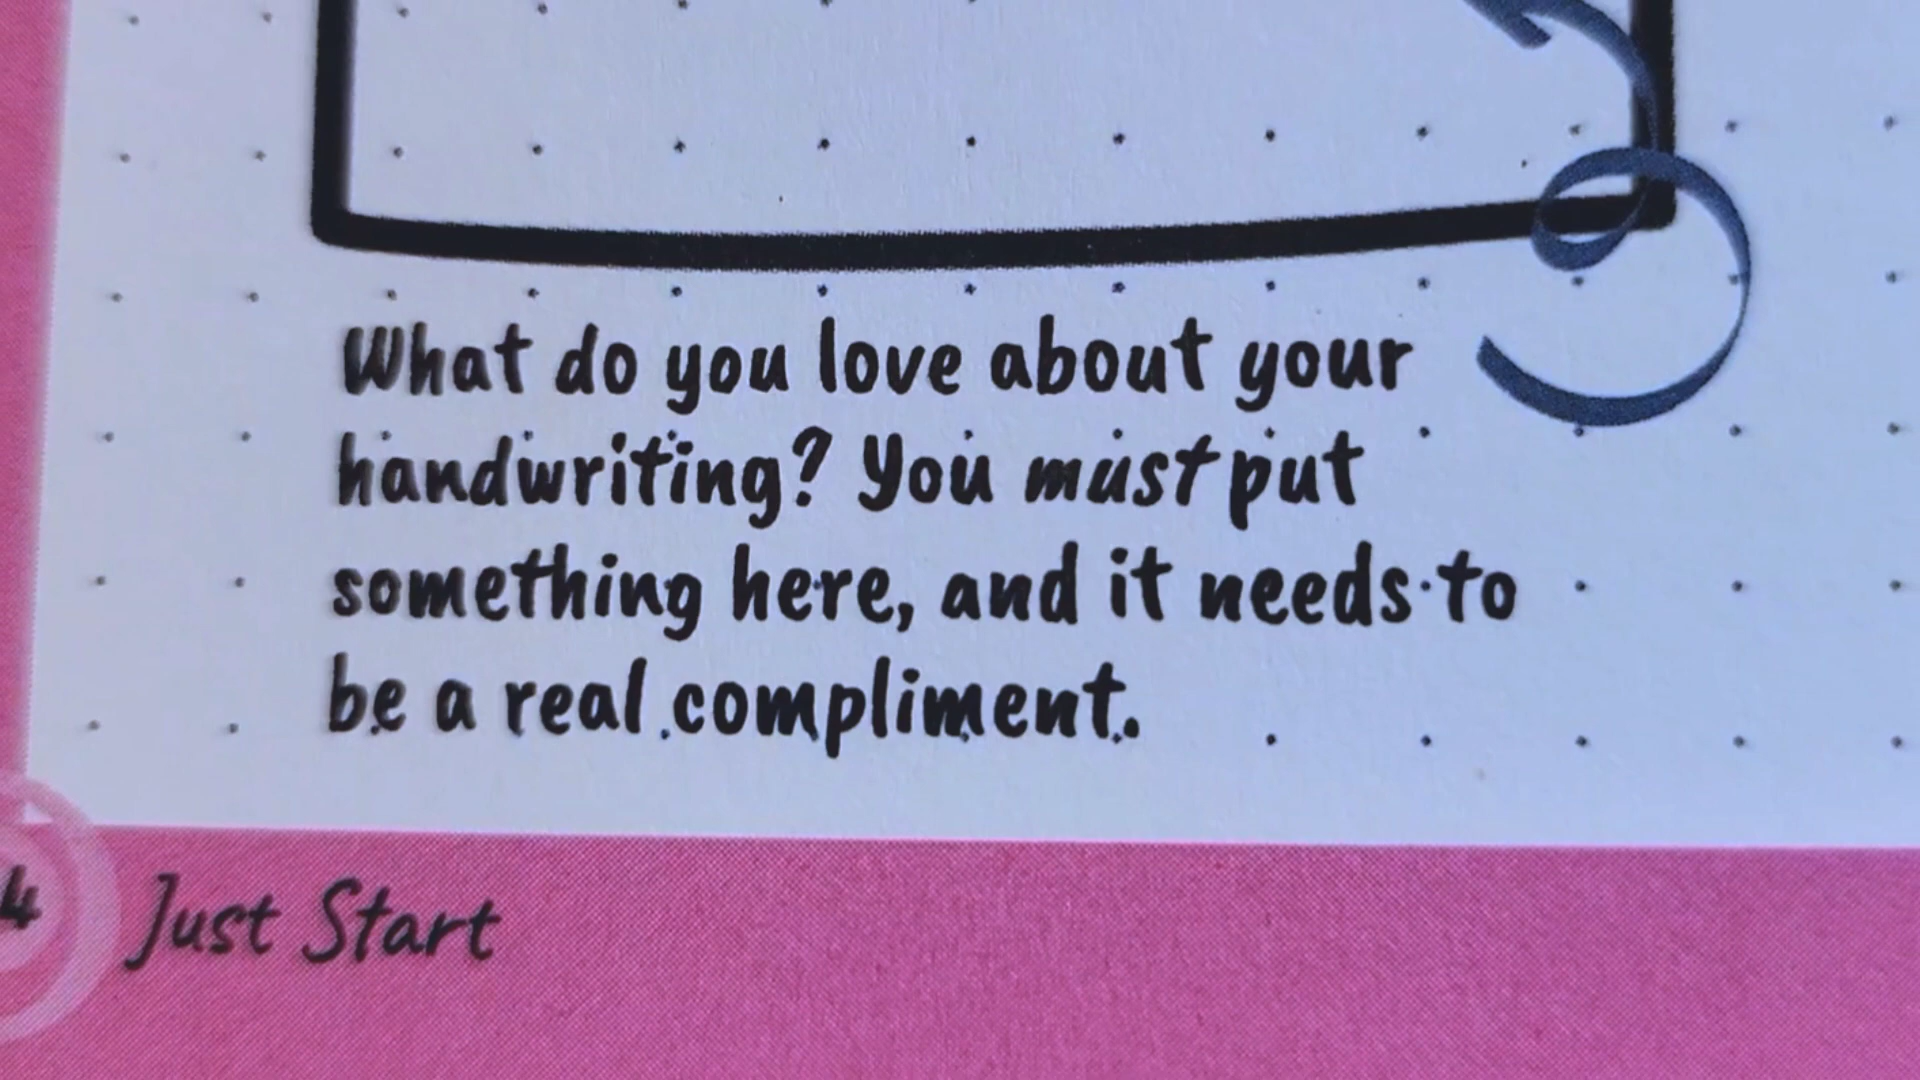 What do you love about your
handwriting? You must put
something here, and it needs to
be a real compliment.
4 Just Start